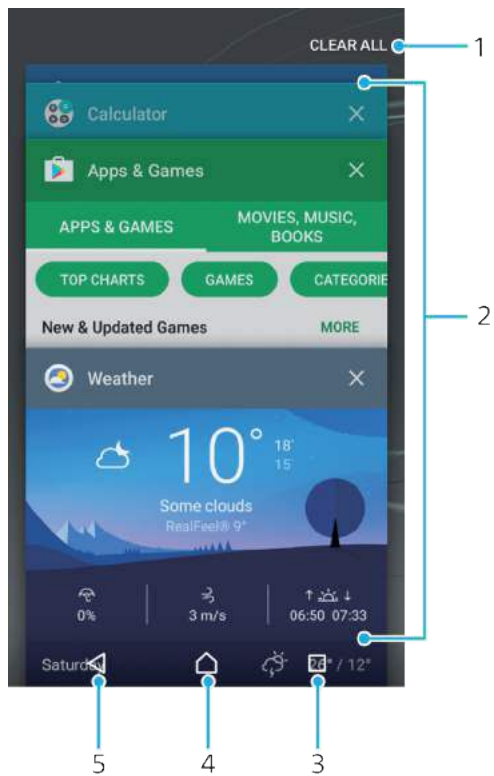 CLEAR ALL
1
Calculator
Apps & Games
APPS & GAMES
MOVIES, MUSIC,
BOOKS
TOP CHARTS
GAMES
CATEGORIE
2
New & Updated Games
MORE
Weather
10°
18°
15°
Some clouds
RealFeel® 9°
0%
3 m/s
↑ ↓
06:50 07:33
Saturday
26° / 12°
5
4
3